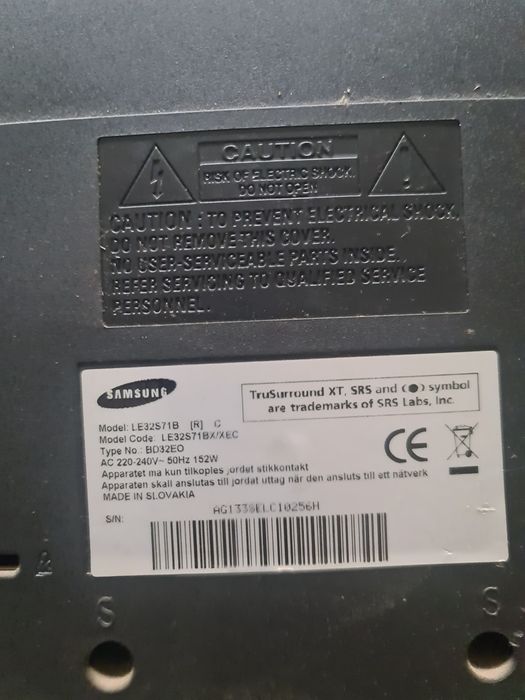 CAUTION
RISK OF ELECTRIC SHOCK.
DO NOT OPEN
CAUTION : TO PREVENT ELECTRICAL SHOCK,
DO NOT REMOVE THIS COVER.
NO USER-SERVICEABLE PARTS INSIDE.
REFER SERVICING TO QUALIFIED SERVICE
PERSONNEL.
SAMSUNG
TruSurround XT, SRS and (●) symbol
are trademarks of SRS Labs, Inc.
Model: LE32S71B [R] C
Model Code: LE32S71BX/XEC
Type No.: BD32EO
AC 220-240V~ 50Hz 152W
Apparatet ma kun tilkoples jordet stikkontakt
Apparaten skall anslutas till jordat uttag när den ansluts till ett nätverk
MADE IN SLOVAKIA
CE
S/N:
AG1339ELC10256H
S
S